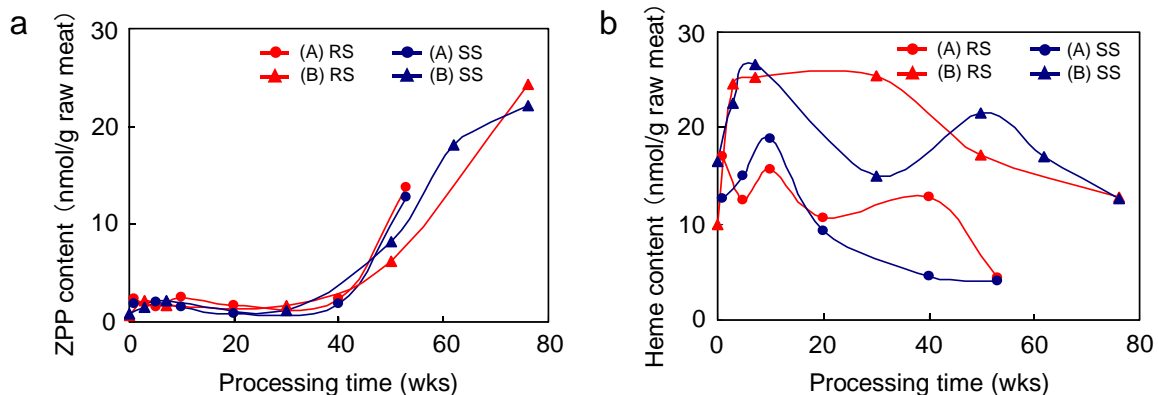 a
ZPP content (nmol/g raw meat)
30
20
10
0
(A) RS
(B) RS
(A) SS
(B) SS
0 20 40 60 80
Processing time (wks)
b
Heme content (nmol/g raw meat)
30
20
10
0
(A) RS
(B) RS
(A) SS
(B) SS
0 20 40 60 80
Processing time (wks)